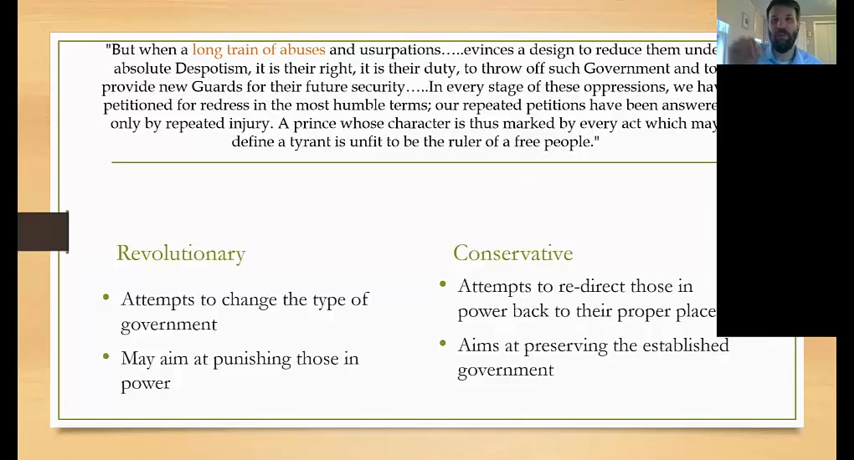 "But when a long train of abuses and usurpations…..evinces a design to reduce them unde
absolute Despotism, it is their right, it is their duty, to throw off such Government and to
provide new Guards for their future security…..In every stage of these oppressions, we hav
petitioned for redress in the most humble terms; our repeated petitions have been answere
only by repeated injury. A prince whose character is thus marked by every act which may
define a tyrant is unfit to be the ruler of a free people."
Revolutionary
• Attempts to change the type of
government
• May aim at punishing those in
power
Conservative
• Attempts to re-direct those in
power back to their proper place
• Aims at preserving the established
government